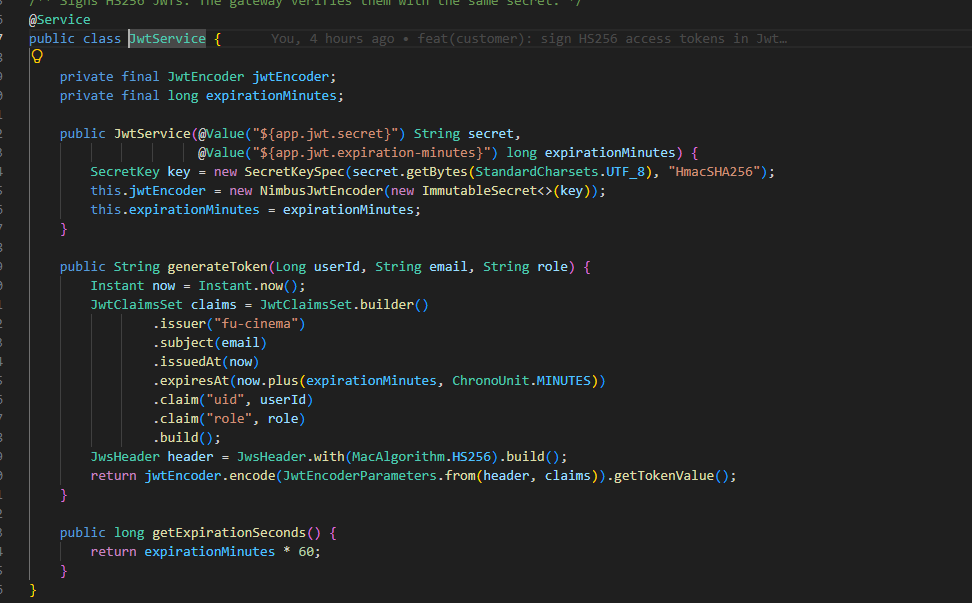 /** Signs HS256 JWTs. The gateway verifies them with the same secret. */
@Service
public class JwtService {        You, 4 hours ago • feat(customer): sign HS256 access tokens in Jwt…
    private final JwtEncoder jwtEncoder;
    private final long expirationMinutes;
    public JwtService(@Value("${app.jwt.secret}") String secret,
                      @Value("${app.jwt.expiration-minutes}") long expirationMinutes) {
        SecretKey key = new SecretKeySpec(secret.getBytes(StandardCharsets.UTF_8), "HmacSHA256");
        this.jwtEncoder = new NimbusJwtEncoder(new ImmutableSecret<>(key));
        this.expirationMinutes = expirationMinutes;
    }
    public String generateToken(Long userId, String email, String role) {
        Instant now = Instant.now();
        JwtClaimsSet claims = JwtClaimsSet.builder()
                .issuer("fu-cinema")
                .subject(email)
                .issuedAt(now)
                .expiresAt(now.plus(expirationMinutes, ChronoUnit.MINUTES))
                .claim("uid", userId)
                .claim("role", role)
                .build();
        JwsHeader header = JwsHeader.with(MacAlgorithm.HS256).build();
        return jwtEncoder.encode(JwtEncoderParameters.from(header, claims)).getTokenValue();
    }
    public long getExpirationSeconds() {
        return expirationMinutes * 60;
    }
}